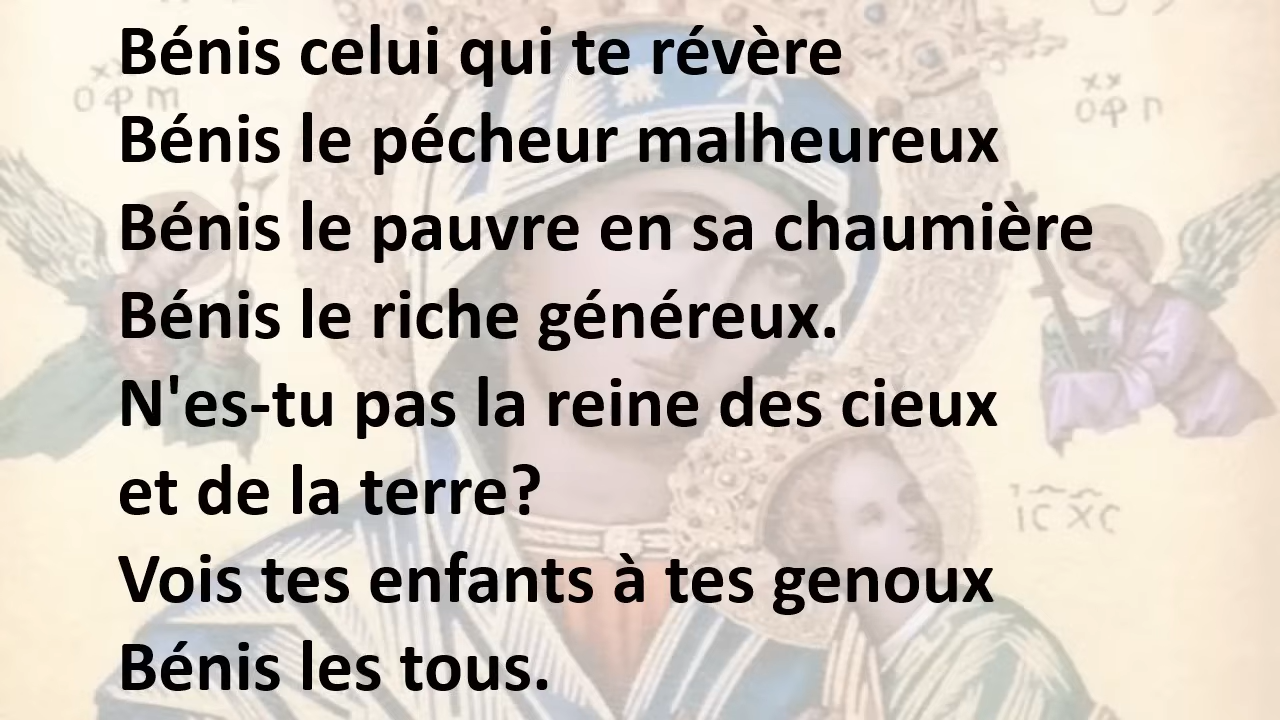 Bénis celui qui te révère
Bénis le pécheur malheureux
Bénis le pauvre en sa chaumière
Bénis le riche généreux.
N'es-tu pas la reine des cieux
et de la terre?
Vois tes enfants à tes genoux
Bénis les tous.
IC XC